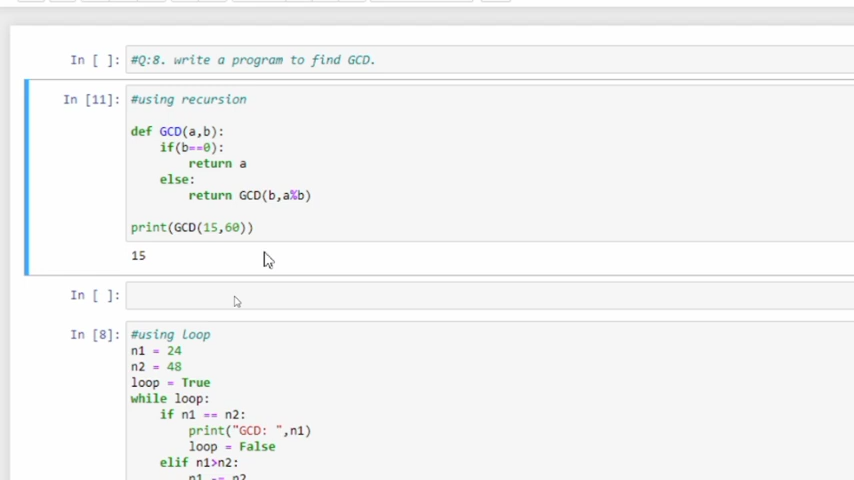 In [ ]: #Q:8. write a program to find GCD.
In [11]: #using recursion
def GCD(a,b):
    if(b==0):
        return a
    else:
        return GCD(b,a%b)
print(GCD(15,60))
15
In [ ]:
In [8]: #using loop
n1 = 24
n2 = 48
loop = True
while loop:
    if n1 == n2:
        print("GCD: ",n1)
        loop = False
    elif n1>n2:
        n1 -= n2